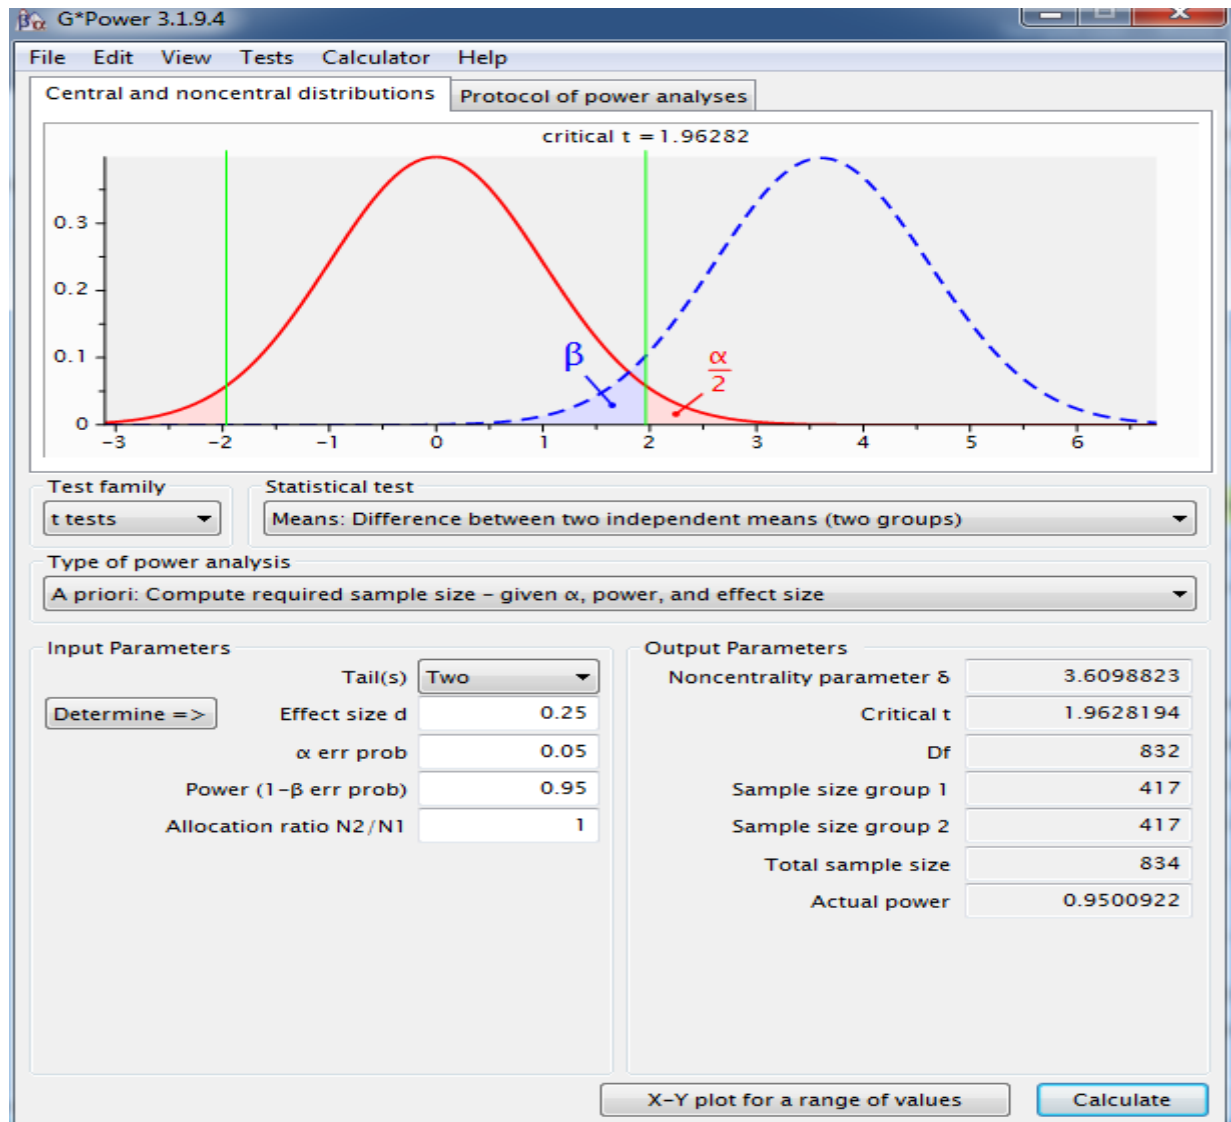 G*Power 3.1.9.4
File Edit View Tests Calculator Help
Central and noncentral distributions Protocol of power analyses
critical t = 1.96282
0.3
0.2
β α
0.1 2
0
-3 -2 -1 0 1 2 3 4 5 6
Test family Statistical test
t tests Means: Difference between two independent means (two groups)
Type of power analysis
A priori: Compute required sample size – given α, power, and effect size
Input Parameters Output Parameters
Tail(s) Two Noncentrality parameter δ 3.6098823
Determine => Effect size d 0.25 Critical t 1.9628194
α err prob 0.05 Df 832
Power (1-β err prob) 0.95 Sample size group 1 417
Allocation ratio N2/N1 1 Sample size group 2 417
Total sample size 834
Actual power 0.9500922
X-Y plot for a range of values Calculate